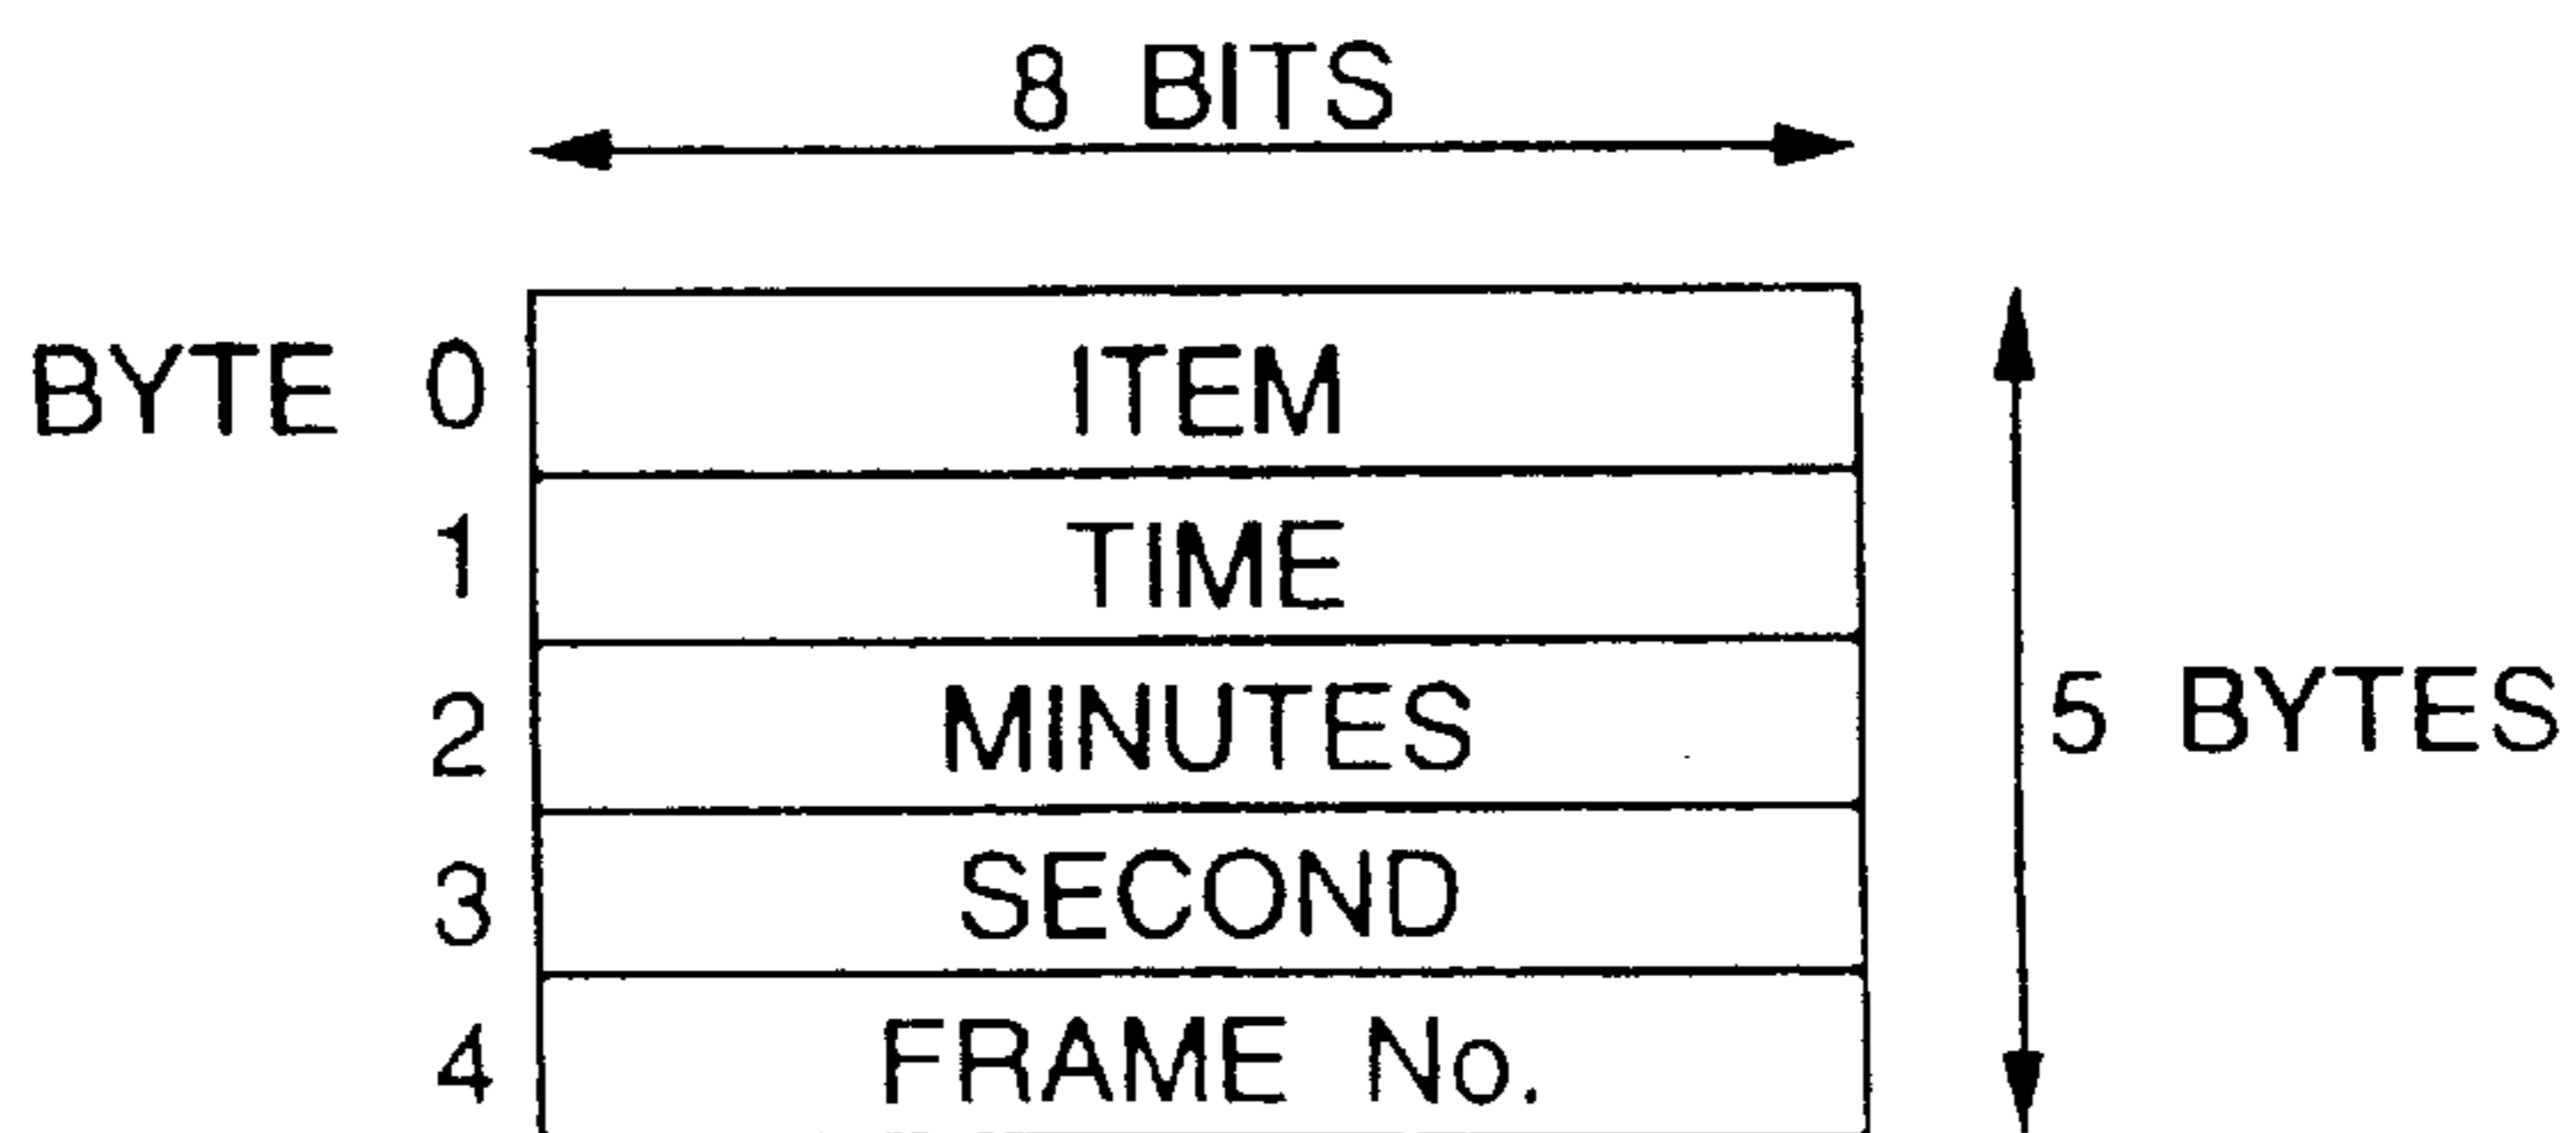 8 BITS
BYTE 0 ITEM
1 TIME
2 MINUTES
5 BYTES
3 SECOND
4 FRAME No.